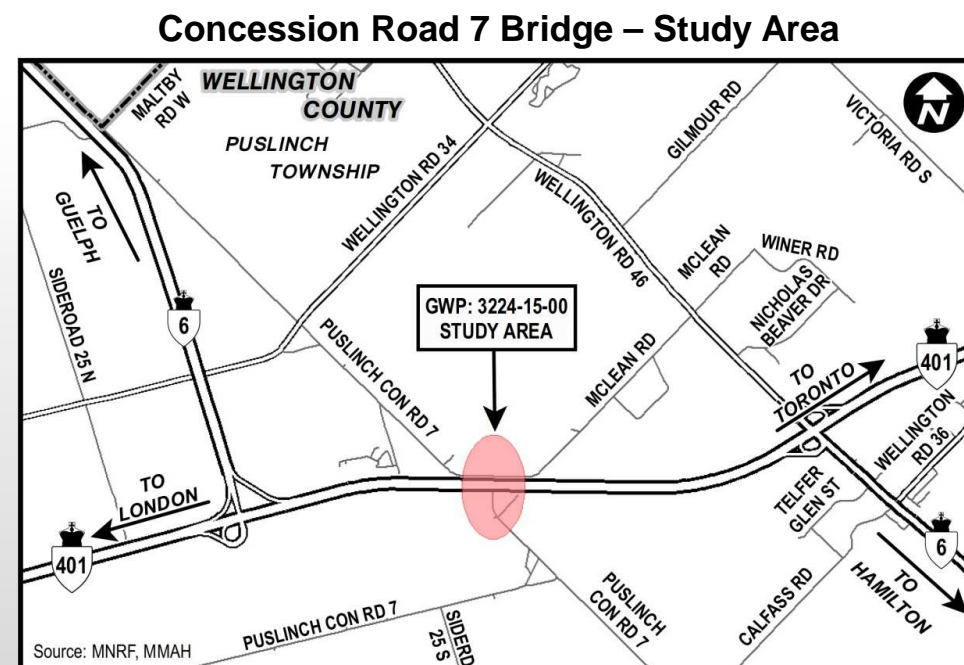 Concession Road 7 Bridge – Study Area
WELLINGTON
COUNTY
PUSLINCH
TOWNSHIP
MALTBY
RD W
TO
GUELPH
SIDEROAD 25 N
6
WELLINGTON RD 34
WELLINGTON RD 46
GILMOUR RD
VICTORIA RD S
N
MCLEAN
RD
WINER RD
NICHOLAS
BEAVER DR
GWP: 3224-15-00
STUDY AREA
PUSLINCH CON RD 7
MCLEAN RD
TO
TORONTO
401
WELLINGTON
RD 36
TELFER
GLEN ST
TO
LONDON
401
6
TO
HAMILTON
CALFASS RD
PUSLINCH
CON RD 7
PUSLINCH CON RD 7
SIDERD
25 S
Source: MNRF, MMAH